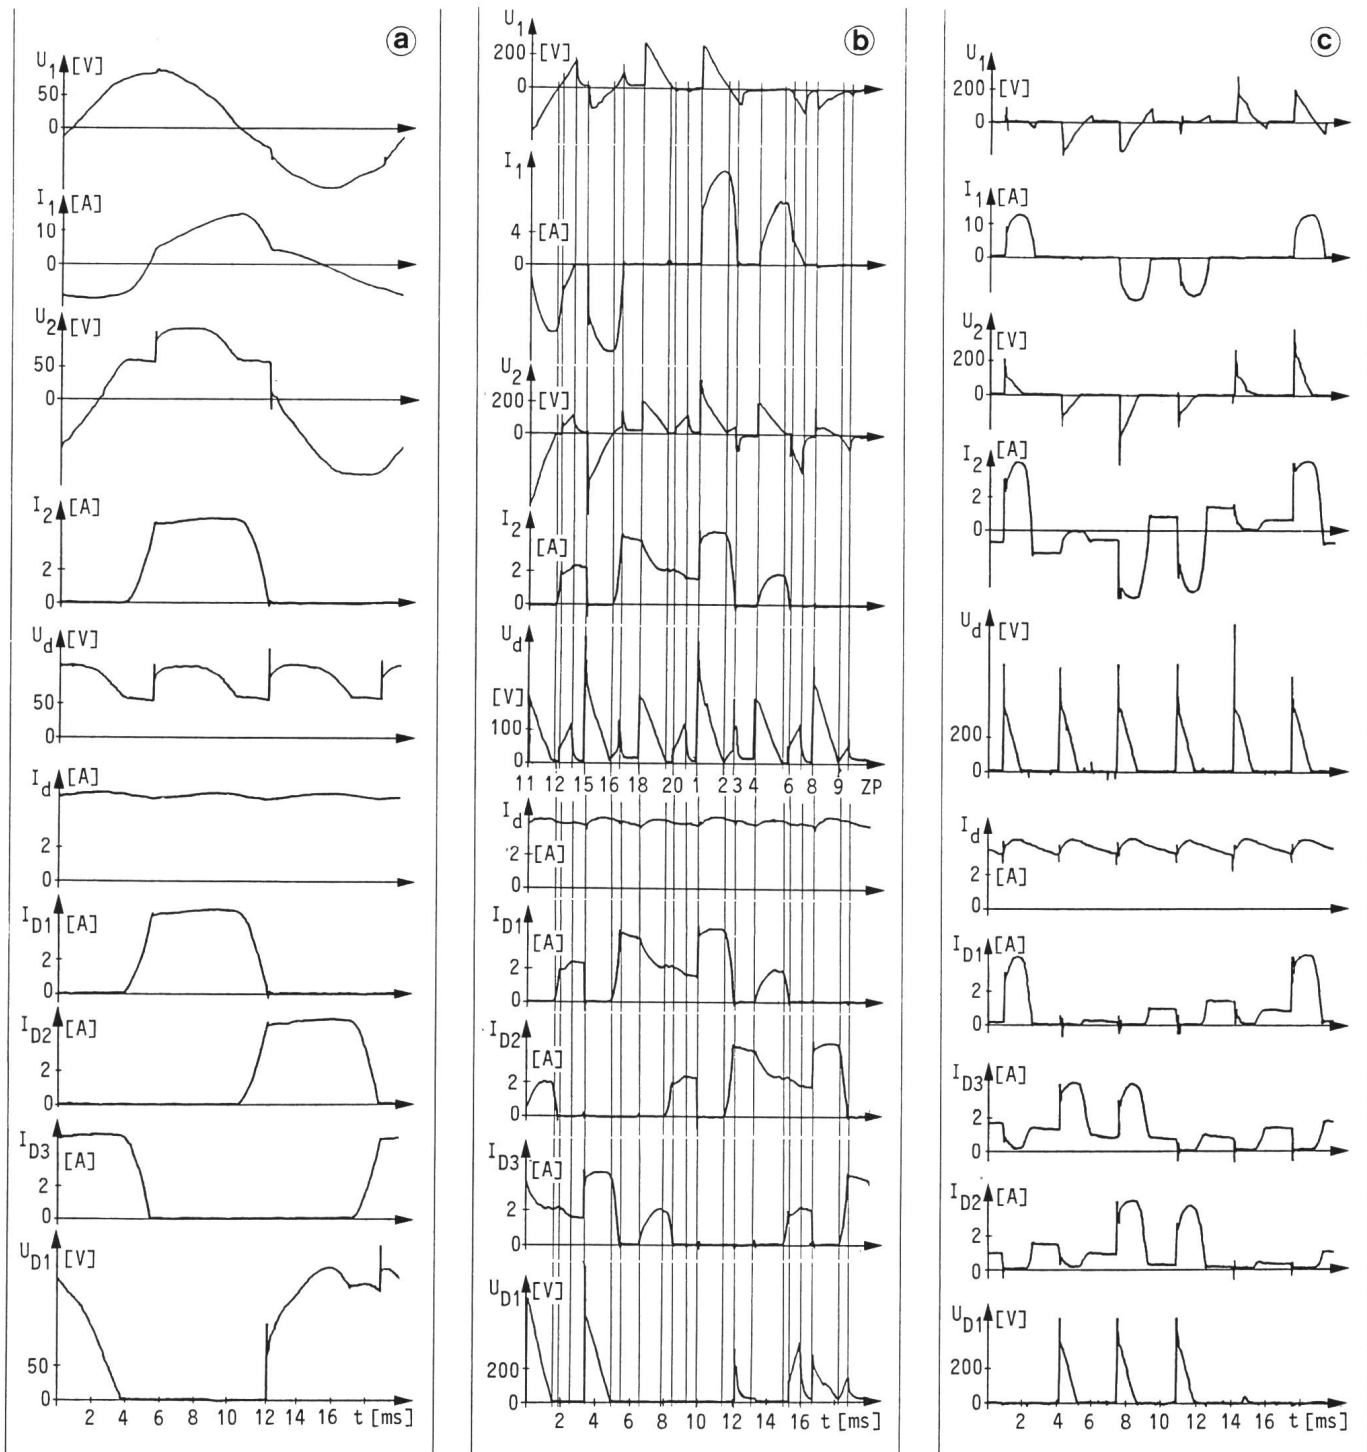 a
U1 [V]
50
0
I1 [A]
10
0
U2 [V]
50
0
I2 [A]
2
0
Ud [V]
50
0
Id [A]
2
0
ID1 [A]
2
0
ID2 [A]
2
0
ID3 [A]
2
0
UD1 [V]
50
0
2 4 6 8 10 12 14 16 t [ms]
b
U1 [V]
200
0
I1 [A]
4
0
U2 [V]
200
0
I2 [A]
2
0
Ud [V]
100
0
11 12 15 16 18 20 1 2 3 4 6 8 9 ZP
Id [A]
2
0
ID1 [A]
2
0
ID2 [A]
2
0
ID3 [A]
2
0
UD1 [V]
200
0
2 4 6 8 10 12 14 16 t [ms]
c
U1 [V]
200
0
I1 [A]
10
0
U2 [V]
200
0
I2 [A]
2
0
Ud [V]
200
0
Id [A]
2
0
ID1 [A]
2
0
ID3 [A]
2
0
ID2 [A]
2
0
UD1 [V]
200
0
2 4 6 8 10 12 14 16 t [ms]